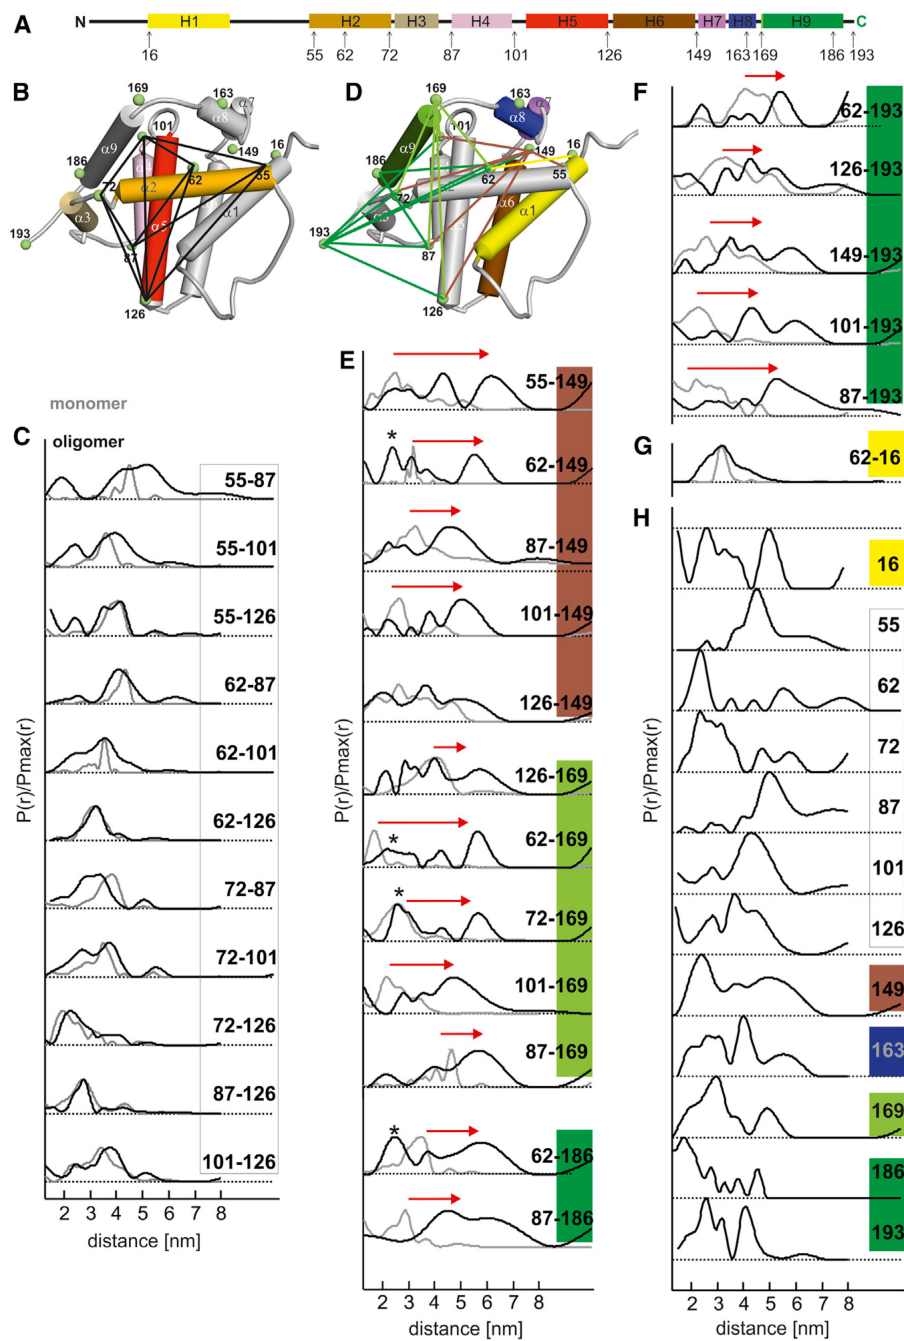 A
N H1 H2 H3 H4 H5 H6 H7 H8 H9 C
16 55 62 72 87 101 126 149 163 169 186 193
B
169
163
α7
α8
101
16
α9
149
186
62
55
72
α2
α3
α5
α1
193
87
126
D
169
163
α7
α8
101
16
149
186
62
55
72
α6
α1
193
87
126
monomer
oligomer
C
55-87
55-101
55-126
62-87
62-101
62-126
72-87
72-101
72-126
87-126
101-126
P(r)/Pmax(r)
2 3 4 5 6 7 8
distance [nm]
E
55-149
*
62-149
87-149
101-149
126-149
126-169
*
62-169
*
72-169
101-169
87-169
*
62-186
87-186
P(r)/Pmax(r)
2 3 4 5 6 7 8
distance [nm]
F
62-193
126-193
149-193
101-193
87-193
G
62-16
H
16
55
62
72
87
101
126
149
163
169
186
193
P(r)/Pmax(r)
2 3 4 5 6 7 8
distance [nm]